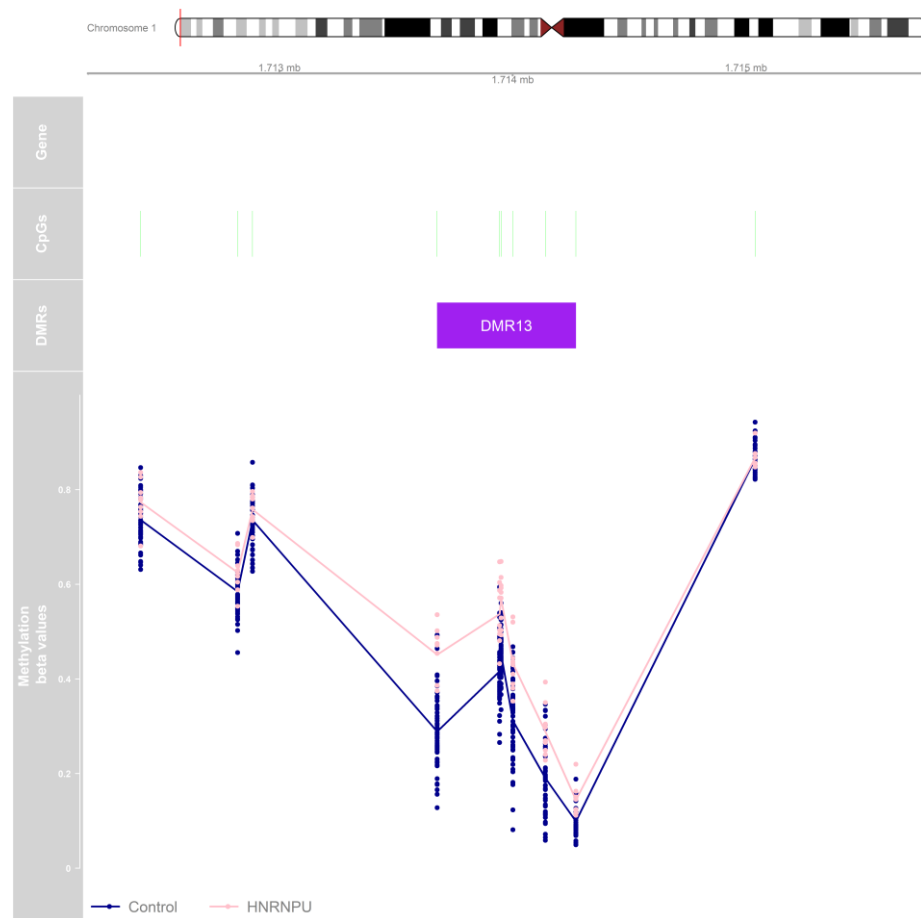 Chromosome 1
1.713 mb
1.714 mb
1.715 mb
Gene
CpGs
DMRs
DMR13
Methylation
beta values
0.8
0.6
0.4
0.2
0
Control
HNRNPU